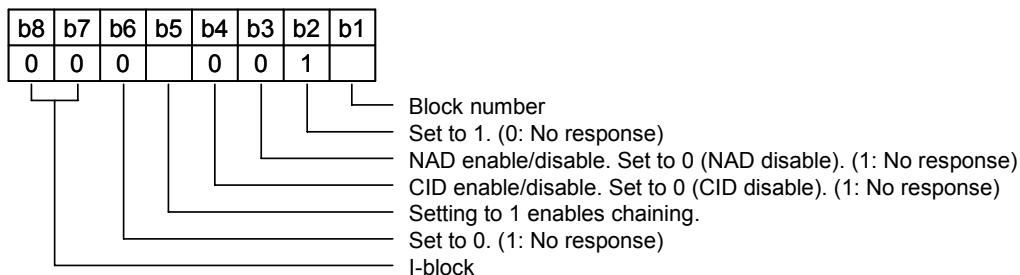 b8 b7 b6 b5 b4 b3 b2 b1
0 0 0 0 0 1
Block number
Set to 1. (0: No response)
NAD enable/disable. Set to 0 (NAD disable). (1: No response)
CID enable/disable. Set to 0 (CID disable). (1: No response)
Setting to 1 enables chaining.
Set to 0. (1: No response)
I-block